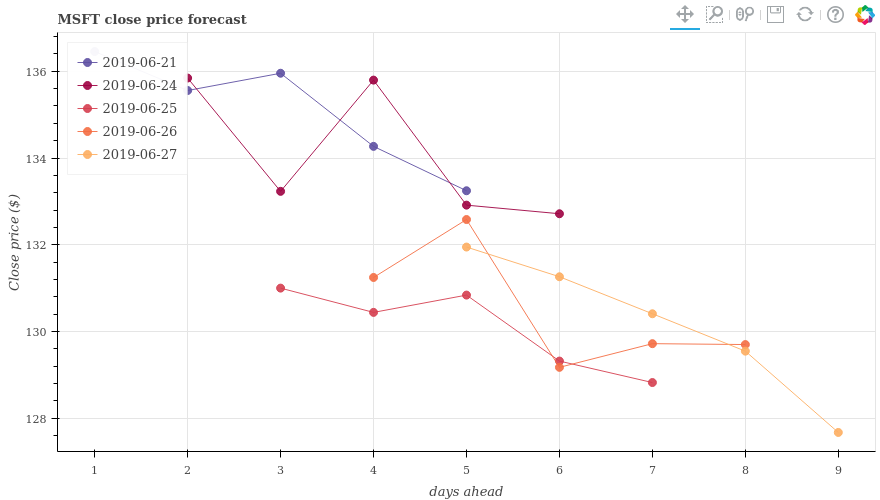 MSFT close price forecast
2019-06-21
2019-06-24
2019-06-25
2019-06-26
2019-06-27
136
134
132
130
128
Close price ($)
1 2 3 4 5 6 7 8 9
days ahead